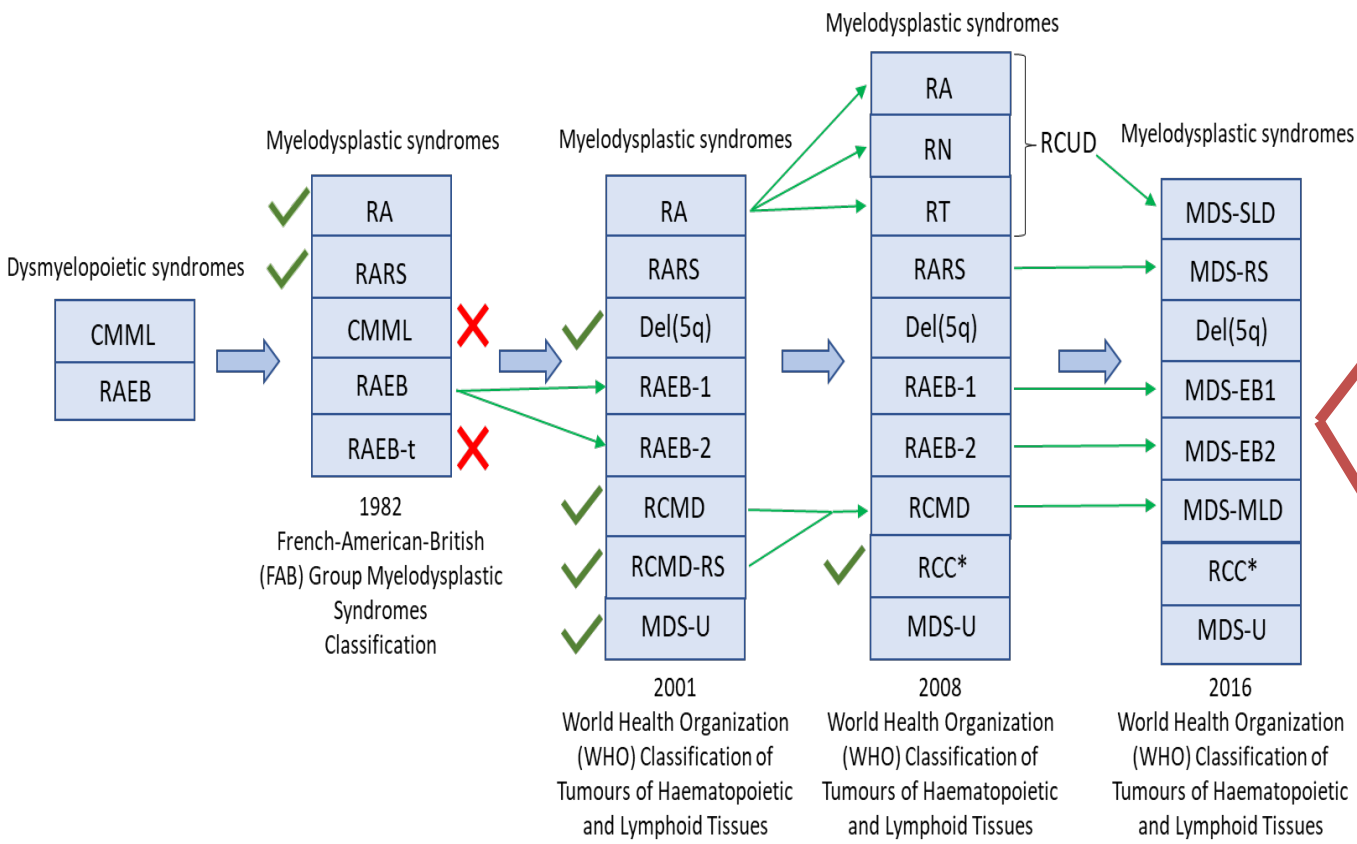 Dysmyelopoietic syndromes
CMML
RAEB
Myelodysplastic syndromes
RA
RARS
CMML
RAEB
RAEB-t
1982
French-American-British
(FAB) Group Myelodysplastic
Syndromes
Classification
Myelodysplastic syndromes
RA
RARS
Del(5q)
RAEB-1
RAEB-2
RCMD
RCMD-RS
MDS-U
2001
World Health Organization
(WHO) Classification of
Tumours of Haematopoietic
and Lymphoid Tissues
Myelodysplastic syndromes
RA
RN
RT
RCUD
RARS
Del(5q)
RAEB-1
RAEB-2
RCMD
RCC*
MDS-U
2008
World Health Organization
(WHO) Classification of
Tumours of Haematopoietic
and Lymphoid Tissues
Myelodysplastic syndromes
MDS-SLD
MDS-RS
Del(5q)
MDS-EB1
MDS-EB2
MDS-MLD
RCC*
MDS-U
2016
World Health Organization
(WHO) Classification of
Tumours of Haematopoietic
and Lymphoid Tissues